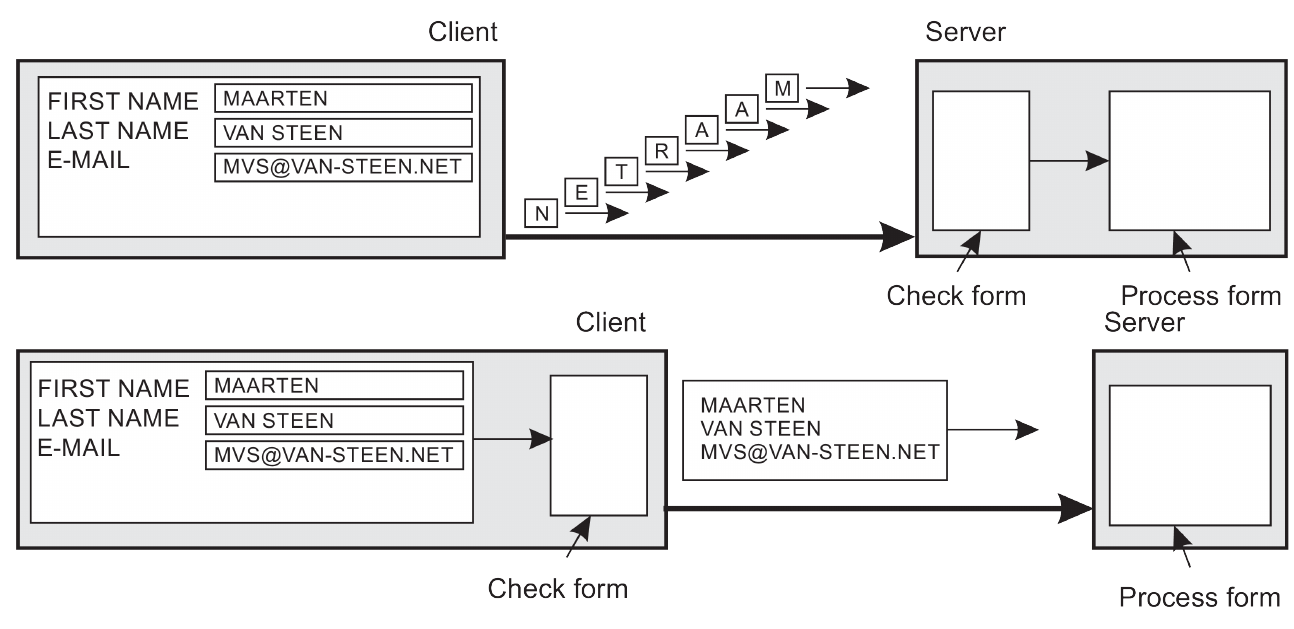 Client
Server
FIRST NAME MAARTEN
LAST NAME VAN STEEN
E-MAIL MVS@VAN-STEEN.NET
N E T R A A M
Check form
Process form
Client
Server
FIRST NAME MAARTEN
LAST NAME VAN STEEN
E-MAIL MVS@VAN-STEEN.NET
MAARTEN
VAN STEEN
MVS@VAN-STEEN.NET
Check form
Process form